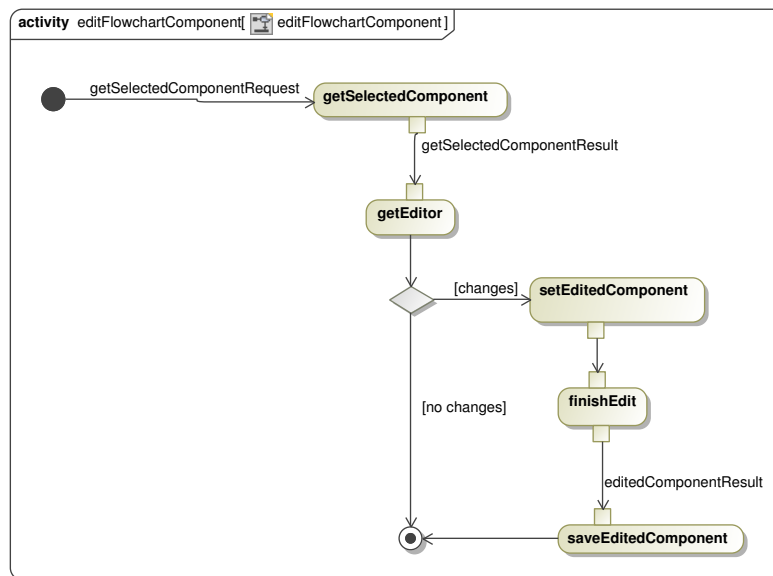 activity editFlowchartComponent[ editFlowchartComponent ]
getSelectedComponentRequest
getSelectedComponent
getSelectedComponentResult
getEditor
[changes]
setEditedComponent
[no changes]
finishEdit
editedComponentResult
saveEditedComponent